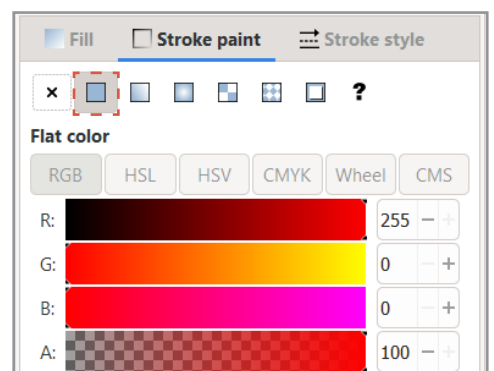 Fill Stroke paint Stroke style
× ?
Flat color
RGB HSL HSV CMYK Wheel CMS
R: 255 − +
G: 0 − +
B: 0 − +
A: 100 − +